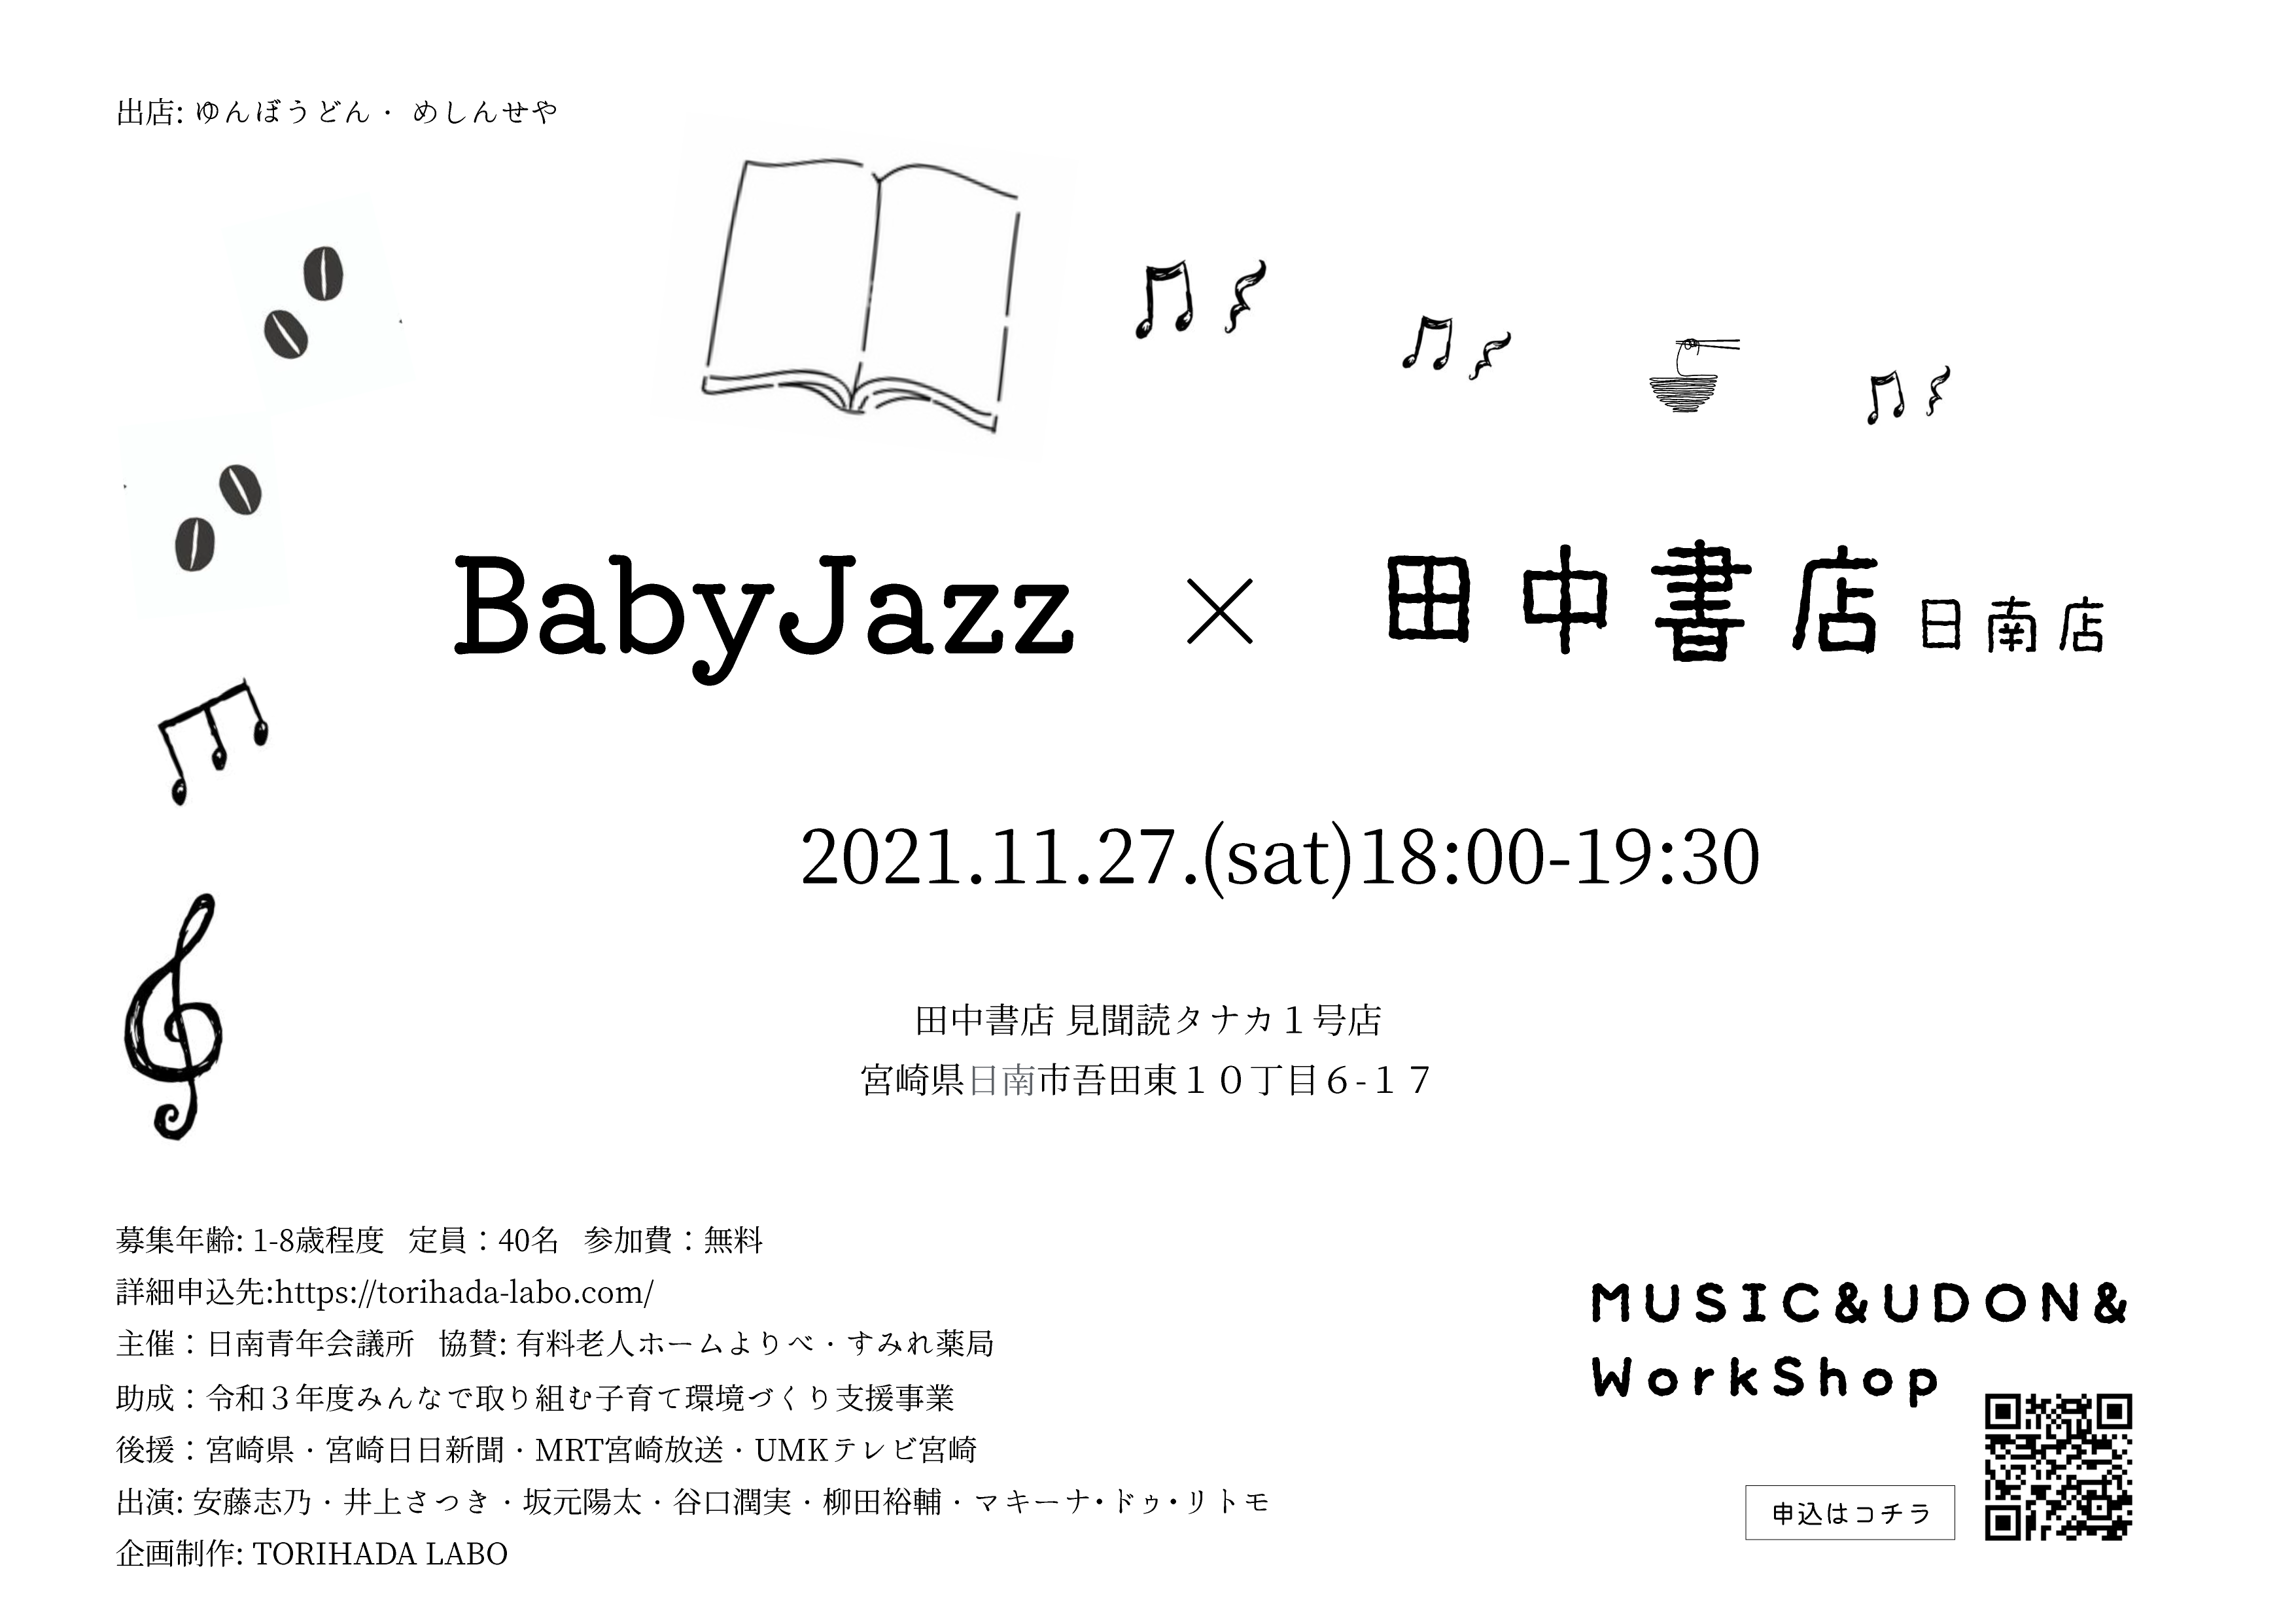 出店: ゆんぼうどん・ めしんせや
BabyJazz × 田中書店 日南店
2021.11.27.(sat)18:00-19:30
田中書店 見聞読タナカ１号店
宮崎県日南市吾田東１０丁目６-１７
募集年齢: 1-8歳程度 定員：40名 参加費：無料
詳細申込先:https://torihada-labo.com/
主催：日南青年会議所 協賛: 有料老人ホームよりべ・すみれ薬局
助成：令和３年度みんなで取り組む子育て環境づくり支援事業
後援：宮崎県・宮崎日日新聞・MRT宮崎放送・UMKテレビ宮崎
出演: 安藤志乃・井上さつき・坂元陽太・谷口潤実・柳田裕輔・マキーナ・ドゥ・リトモ
企画制作: TORIHADA LABO
MUSIC&UDON&
WorkShop
申込はコチラ